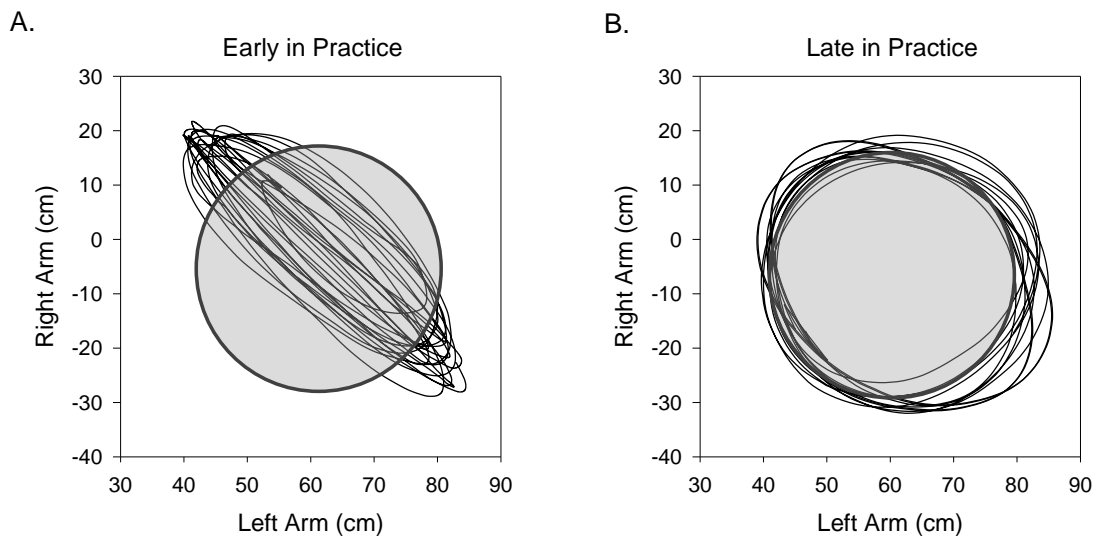 A.
Early in Practice
30
20
10
0
-10
-20
-30
-40
30 40 50 60 70 80 90
Right Arm (cm)
Left Arm (cm)
B.
Late in Practice
30
20
10
0
-10
-20
-30
-40
30 40 50 60 70 80 90
Right Arm (cm)
Left Arm (cm)